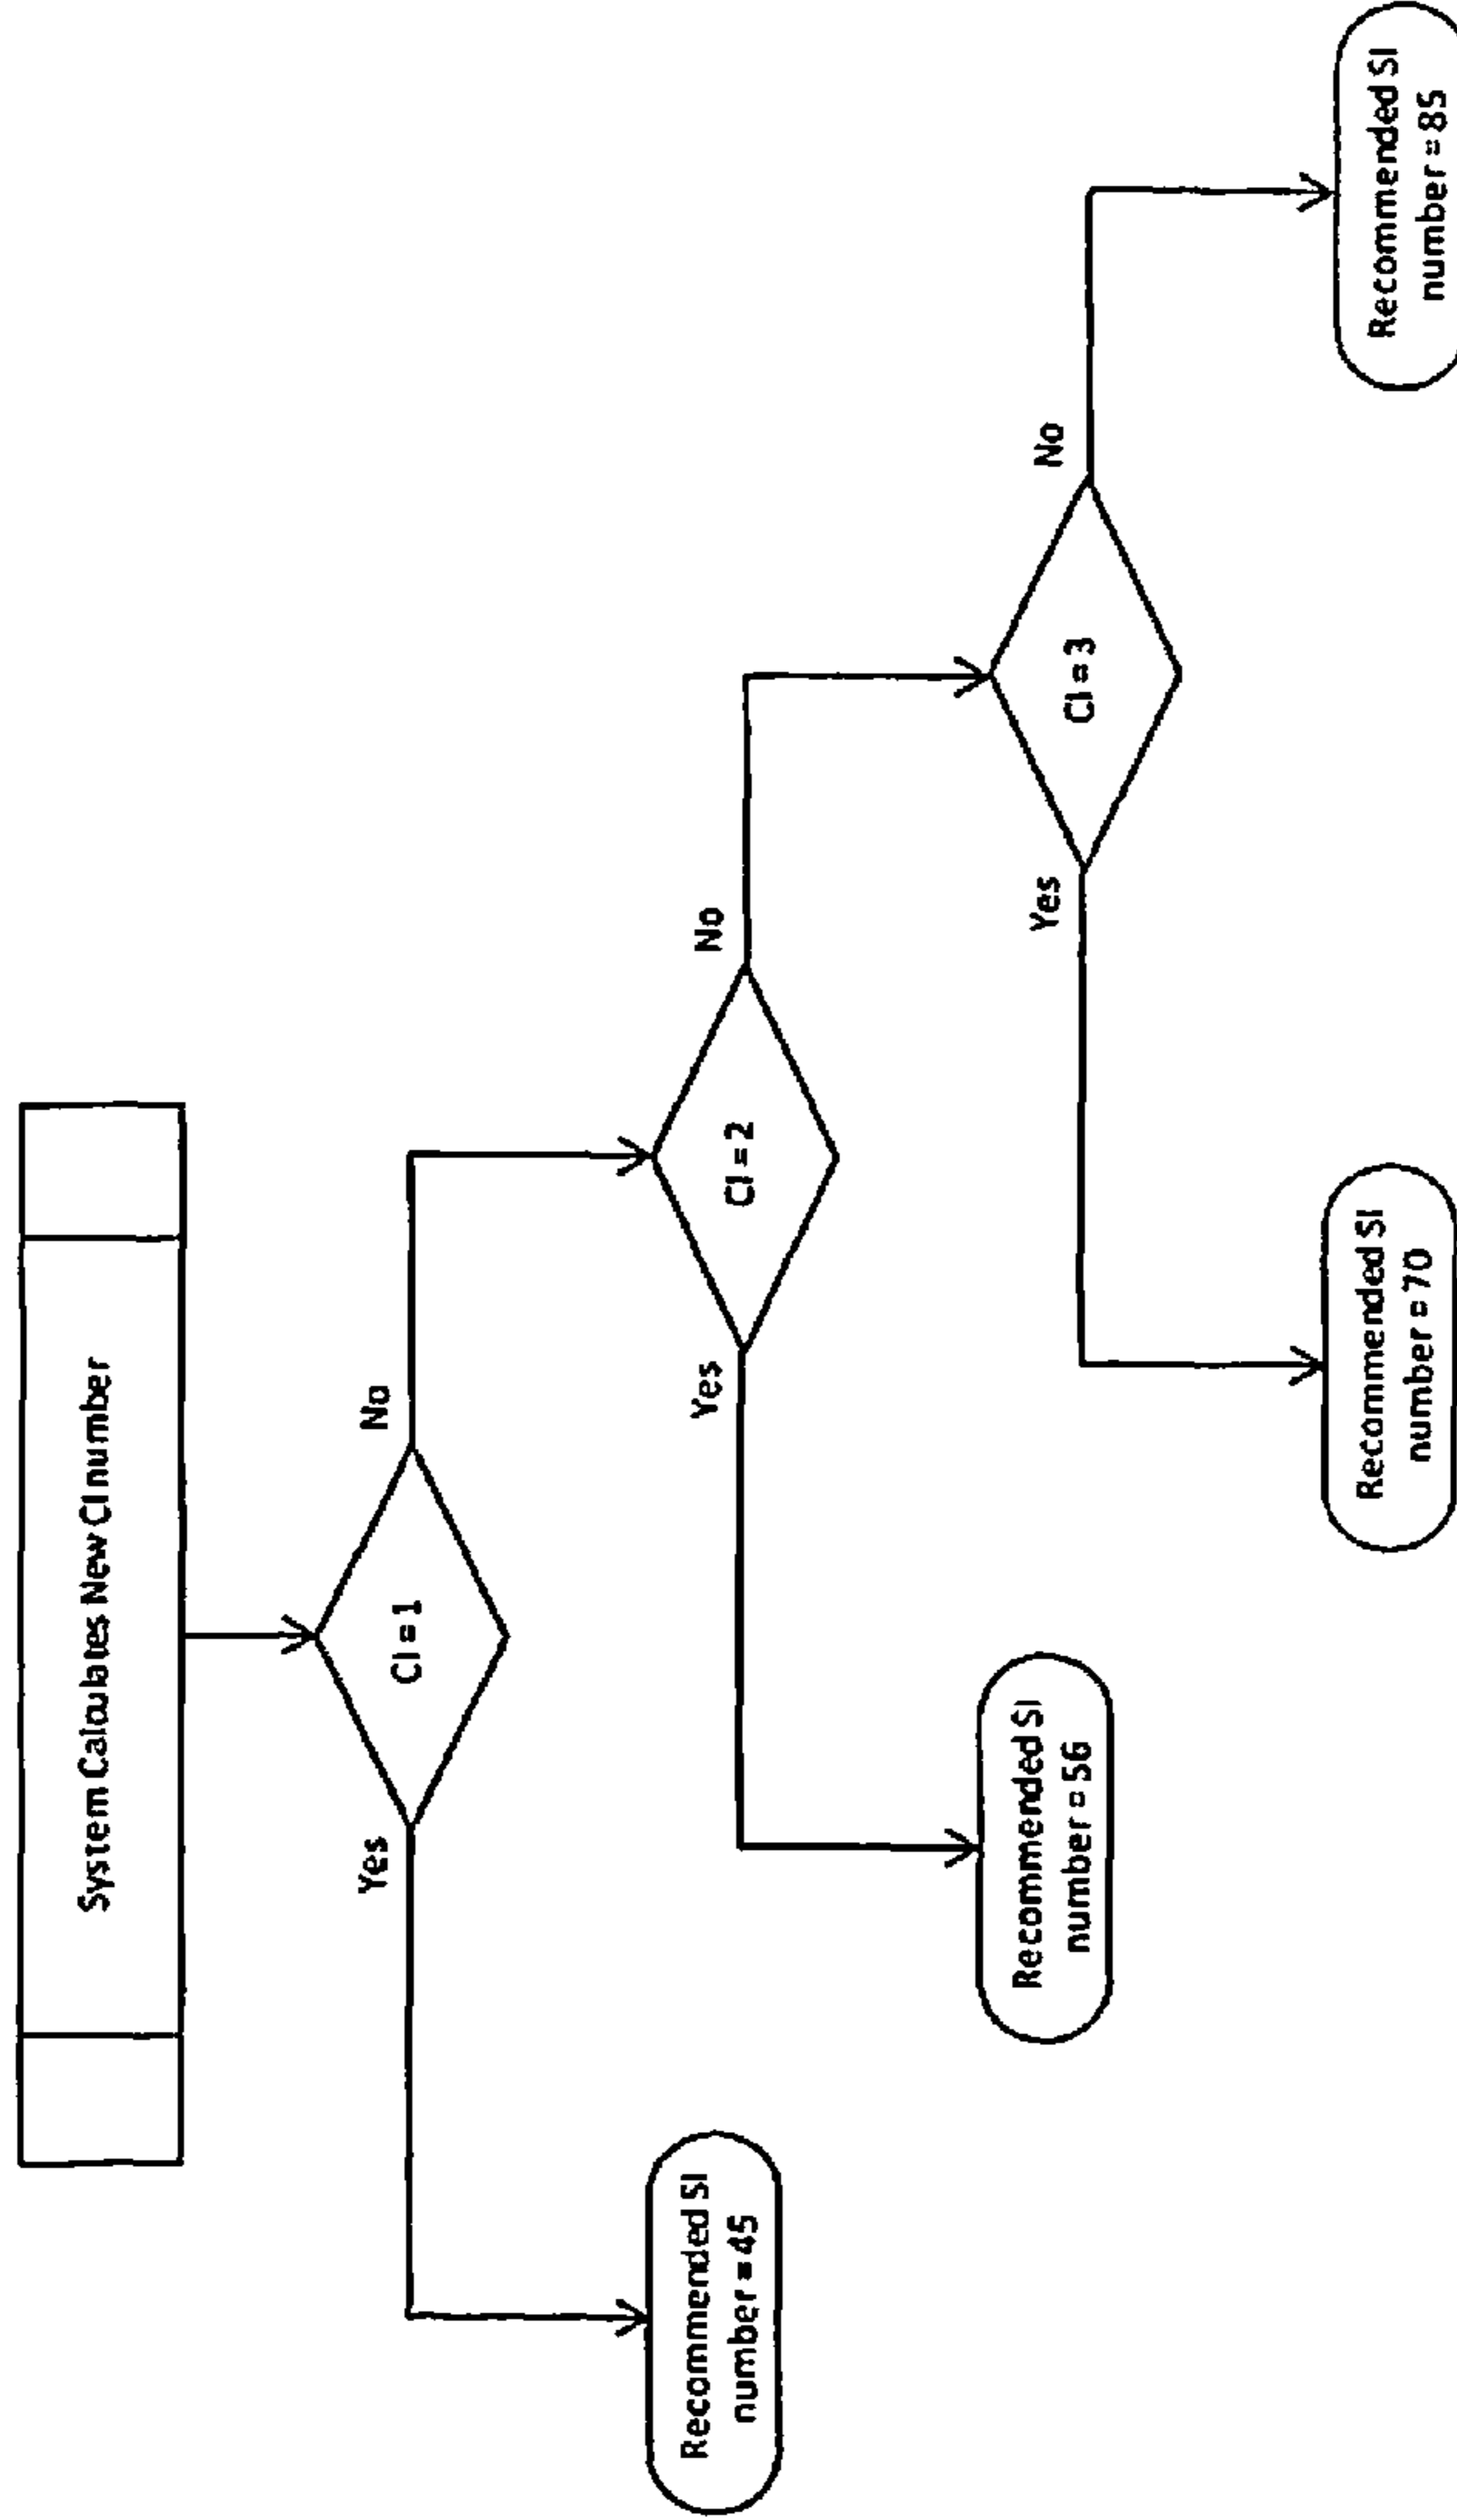 System Calculates New CI number
CI = 1
Yes
No
Recommended SI
number = 45
CI = 2
Yes
No
Recommended SI
number = 56
CI = 3
Yes
No
Recommended SI
number = 70
Recommended SI
number = 85